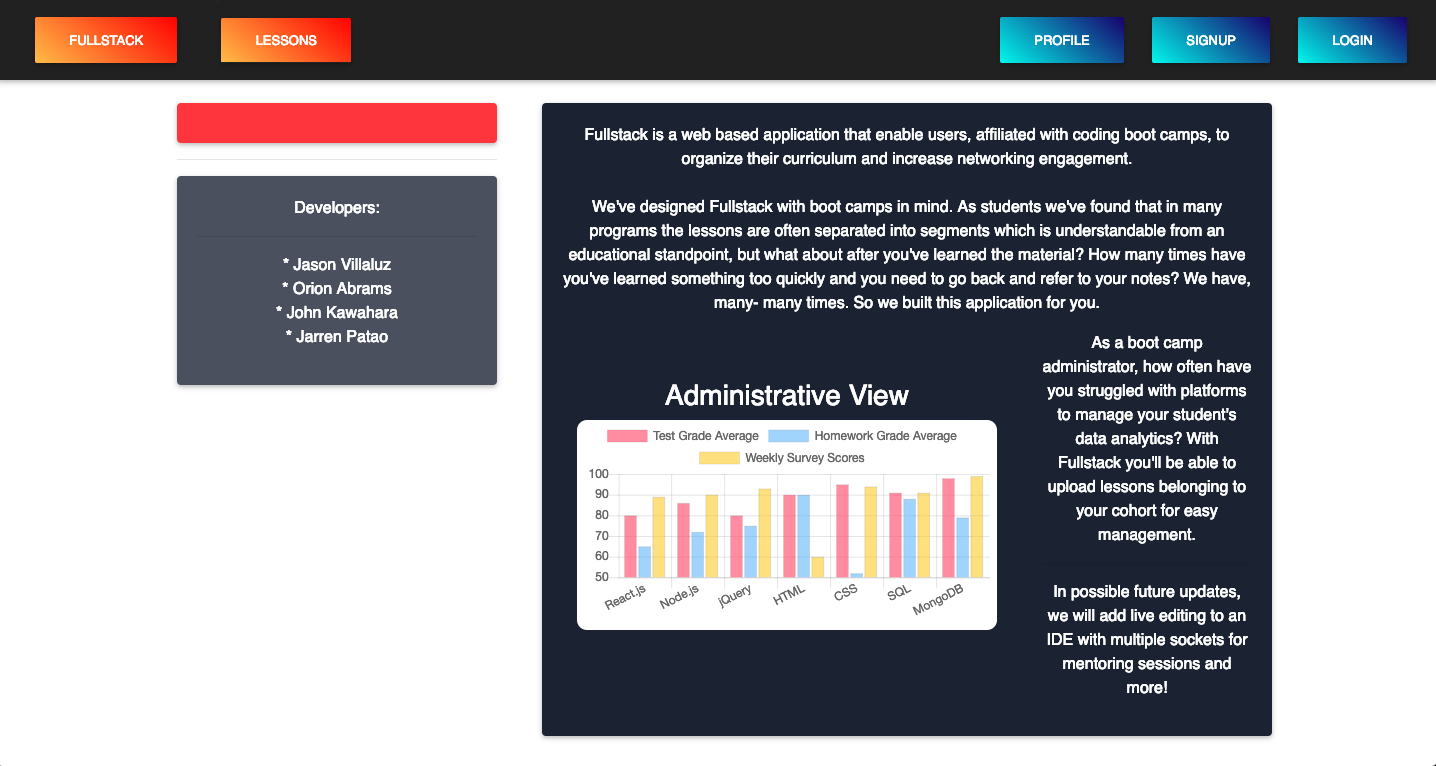 FULLSTACK
LESSONS
PROFILE
SIGNUP
LOGIN
Developers:
* Jason Villaluz
* Orion Abrams
* John Kawahara
* Jarren Patao
Fullstack is a web based application that enable users, affiliated with coding boot camps, to
organize their curriculum and increase networking engagement.
We've designed Fullstack with boot camps in mind. As students we've found that in many
programs the lessons are often separated into segments which is understandable from an
educational standpoint, but what about after you've learned the material? How many times have
you've learned something too quickly and you need to go back and refer to your notes? We have,
many- many times. So we built this application for you.
Administrative View
Test Grade Average
Homework Grade Average
Weekly Survey Scores
100
90
80
70
60
50
React.js
Node.js
jQuery
HTML
CSS
SQL
MongoDB
As a boot camp
administrator, how often have
you struggled with platforms
to manage your student's
data analytics? With
Fullstack you'll be able to
upload lessons belonging to
your cohort for easy
management.
In possible future updates,
we will add live editing to an
IDE with multiple sockets for
mentoring sessions and
more!